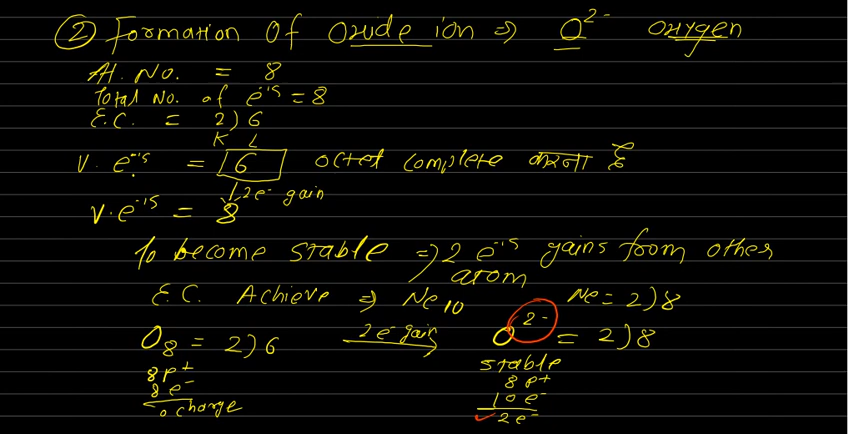 ② Formation Of Oxide ion ⇒ O²⁻ oxygen
At. No. = 8
Total No. of e⁻'s = 8
E.C. = 2) 6
K L
V. e⁻'s = 6 octet complete करना है
↓ 2e⁻ gain
V. e⁻'s = 8
To become stable ⇒ 2 e⁻'s gains from other
atom
E.C. Achieve ⇒ Ne₁₀ Ne = 2) 8
O₈ = 2) 6 2e⁻ gain → O²⁻ = 2) 8
stable
8p⁺ 8p⁺
8e⁻ 10e⁻
0 charge ✓ 2e⁻